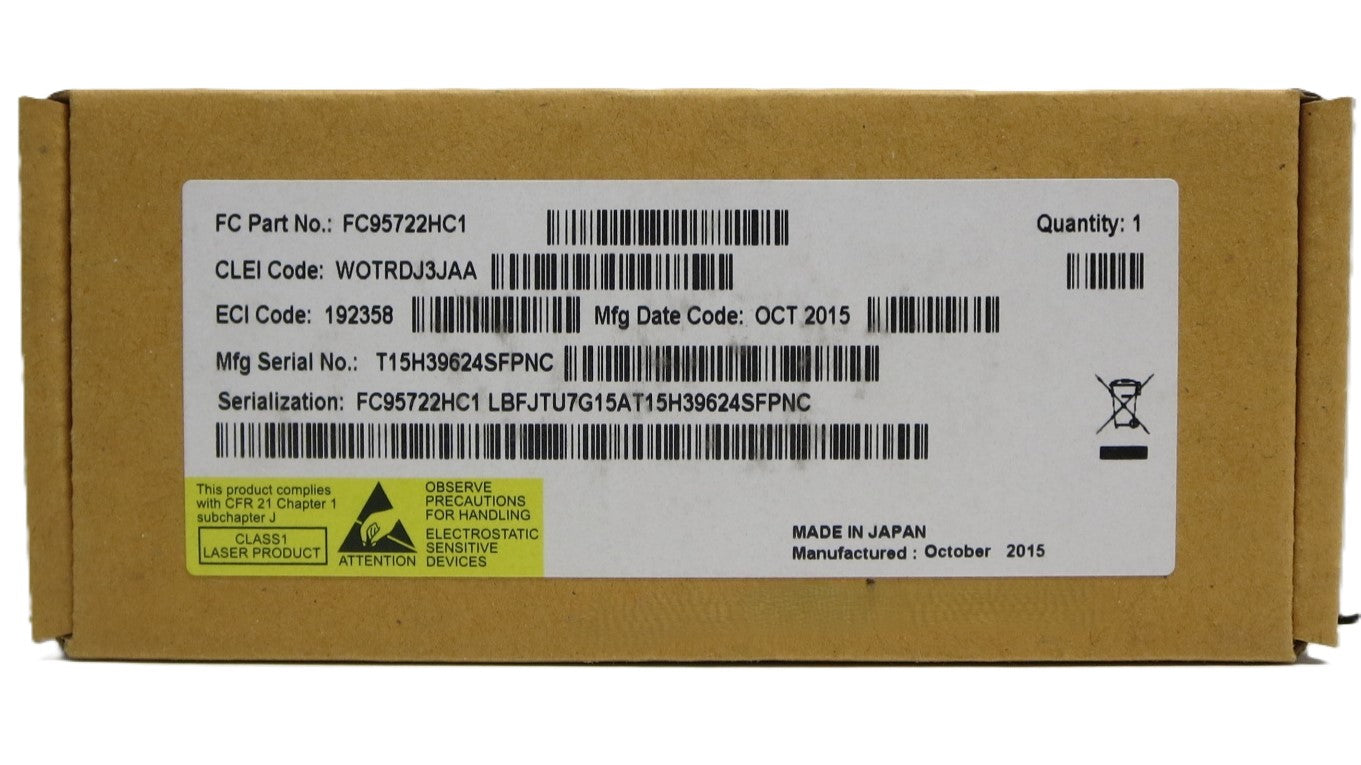 FC Part No.: FC95722HC1
Quantity: 1
CLEI Code: WOTRDJ3JAA
ECI Code: 192358 Mfg Date Code: OCT 2015
Mfg Serial No.: T15H39624SFPNC
Serialization: FC95722HC1 LBFJTU7G15AT15H39624SFPNC
This product complies
with CFR 21 Chapter 1
subchapter J
CLASS1
LASER PRODUCT
ATTENTION
OBSERVE
PRECAUTIONS
FOR HANDLING
ELECTROSTATIC
SENSITIVE
DEVICES
MADE IN JAPAN
Manufactured : October 2015